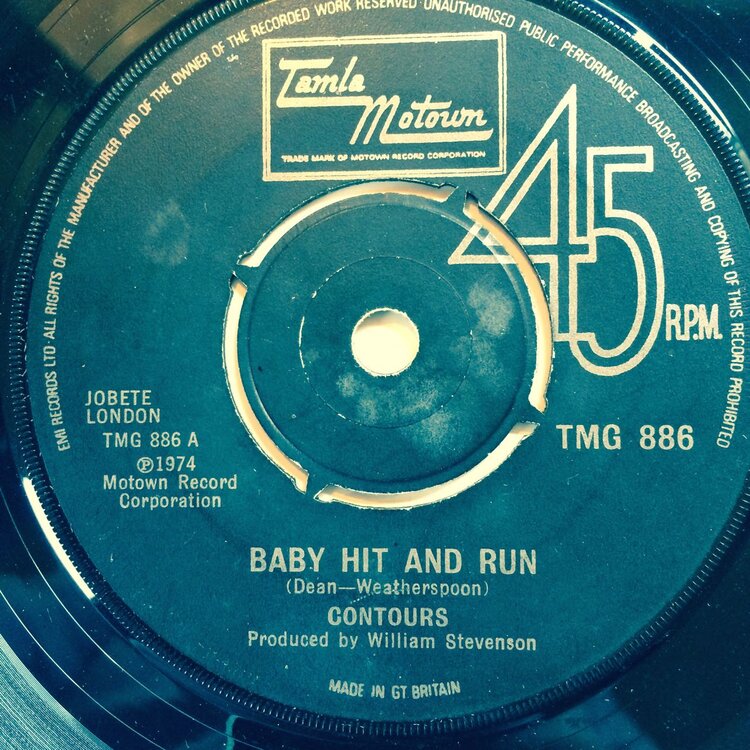 EMI RECORDS LTD ALL RIGHTS OF THE MANUFACTURER AND OF THE OWNER OF THE RECORDED WORK RESERVED UNAUTHORISED PUBLIC PERFORMANCE BROADCASTING AND COPYING OF THIS RECORD PROHIBITED
Tamla
Motown
TRADE MARK OF MOTOWN RECORD CORPORATION
45
R.P.M.
JOBETE
LONDON
TMG 886 A
℗1974
Motown Record
Corporation
TMG 886
BABY HIT AND RUN
(Dean—Weatherspoon)
CONTOURS
Produced by William Stevenson
MADE IN GT BRITAIN